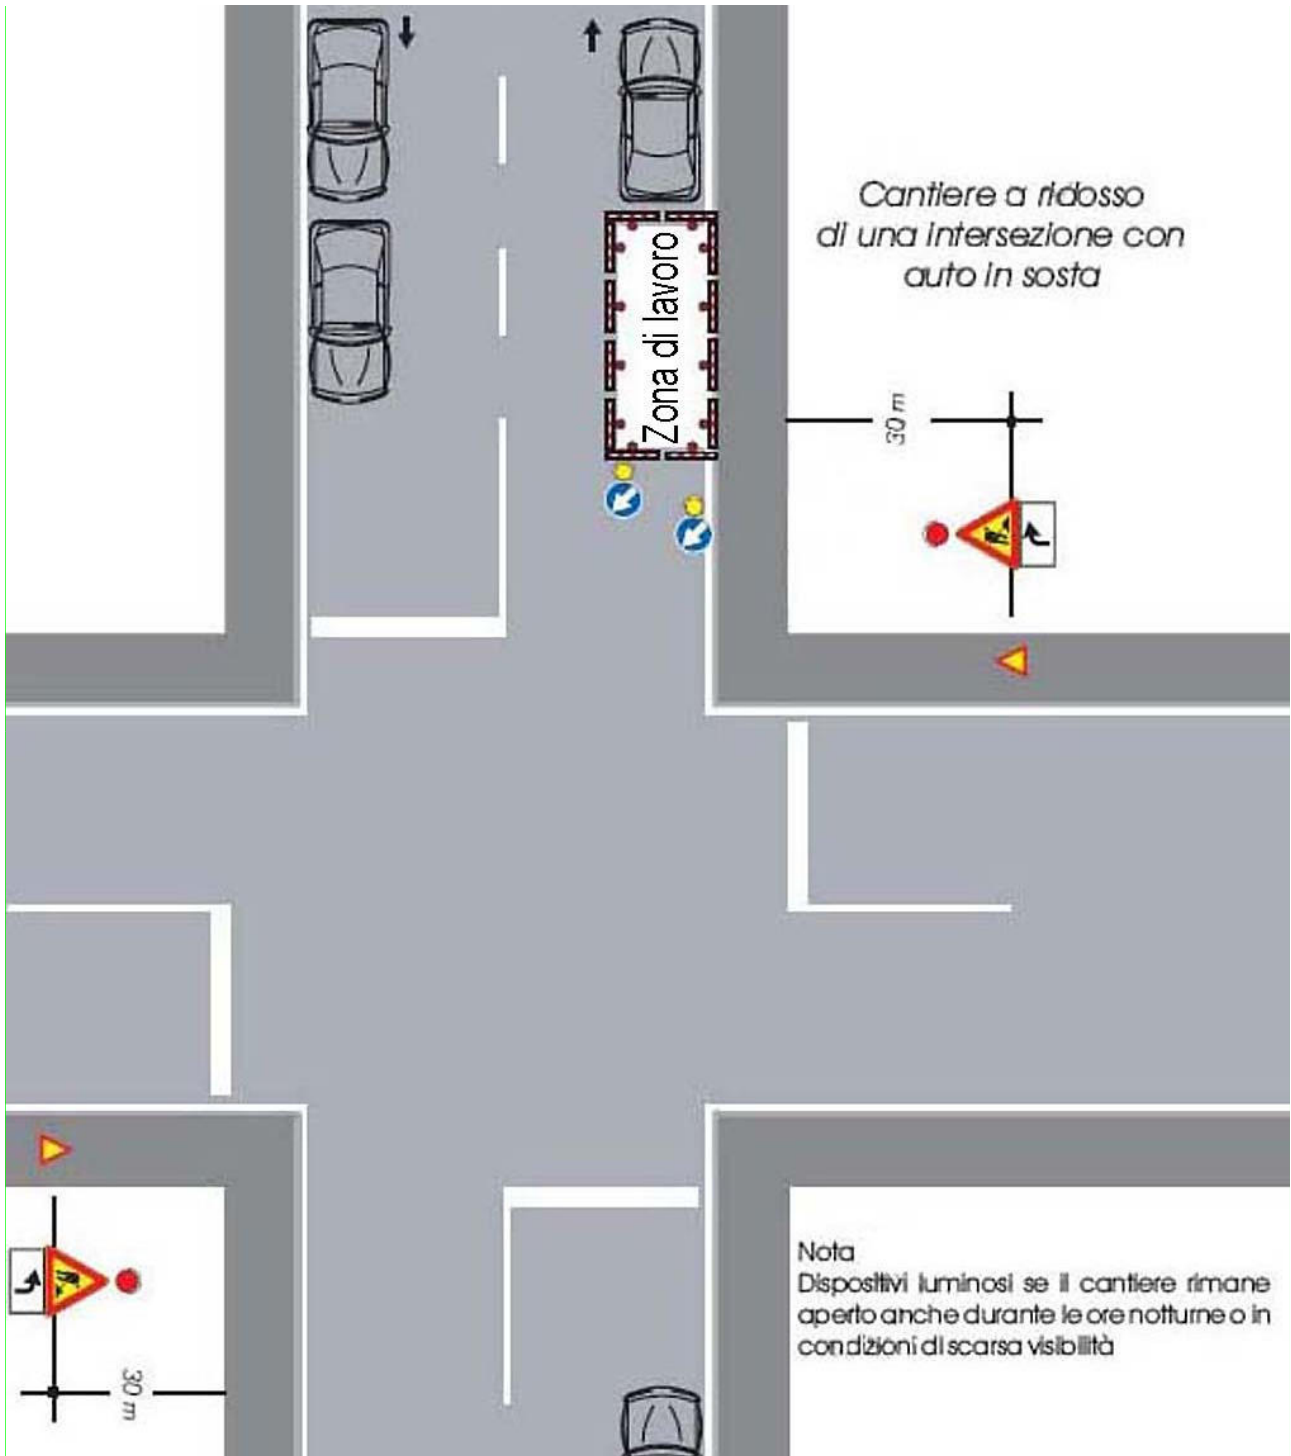 Cantiere a ridosso
di una intersezione con
auto in sosta
Zona di lavoro
30 m
Nota
Dispositivi luminosi se il cantiere rimane
aperto anche durante le ore notturne o in
condizioni di scarsa visibilità
30 m